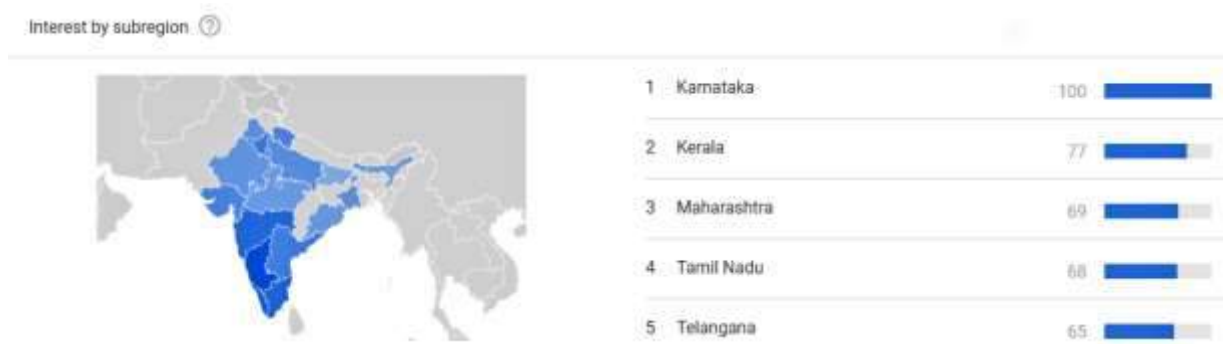 Interest by subregion ?
1 Karnataka 100
2 Kerala 77
3 Maharashtra 69
4 Tamil Nadu 68
5 Telangana 65